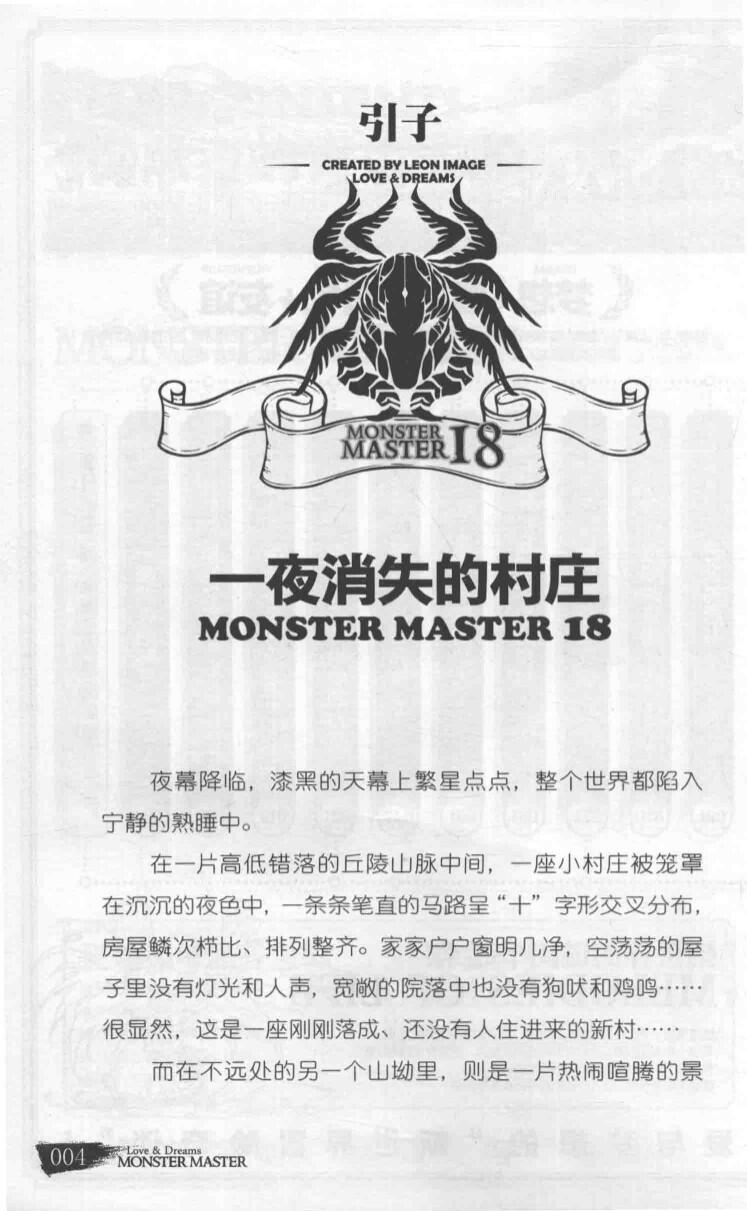 引子
CREATED BY LEON IMAGE
LOVE & DREAMS
MONSTER
MASTER 18
一夜消失的村庄
MONSTER MASTER 18
夜幕降临，漆黑的天幕上繁星点点，整个世界都陷入
宁静的熟睡中。
在一片高低错落的丘陵山脉中间，一座小村庄被笼罩
在沉沉的夜色中，一条条笔直的马路呈“十”字形交叉分布，
房屋鳞次栉比、排列整齐。家家户户窗明几净，空荡荡的屋
子里没有灯光和人声，宽敞的院落中也没有狗吠和鸡鸣……
很显然，这是一座刚刚落成、还没有人住进来的新村……
而在不远处的另一个山坳里，则是一片热闹喧腾的景
004
Love & Dreams
MONSTER MASTER